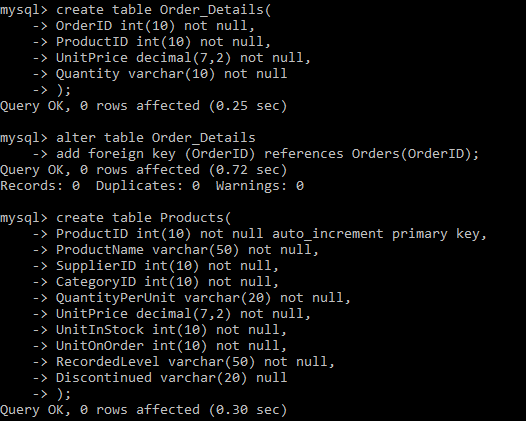 mysql> create table Order_Details(
    -> OrderID int(10) not null,
    -> ProductID int(10) not null,
    -> UnitPrice decimal(7,2) not null,
    -> Quantity varchar(10) not null
    -> );
Query OK, 0 rows affected (0.25 sec)

mysql> alter table Order_Details
    -> add foreign key (OrderID) references Orders(OrderID);
Query OK, 0 rows affected (0.72 sec)
Records: 0  Duplicates: 0  Warnings: 0

mysql> create table Products(
    -> ProductID int(10) not null auto_increment primary key,
    -> ProductName varchar(50) not null,
    -> SupplierID int(10) not null,
    -> CategoryID int(10) not null,
    -> QuantityPerUnit varchar(20) not null,
    -> UnitPrice decimal(7,2) not null,
    -> UnitInStock int(10) not null,
    -> UnitOnOrder int(10) not null,
    -> RecordedLevel varchar(50) not null,
    -> Discontinued varchar(20) null
    -> );
Query OK, 0 rows affected (0.30 sec)